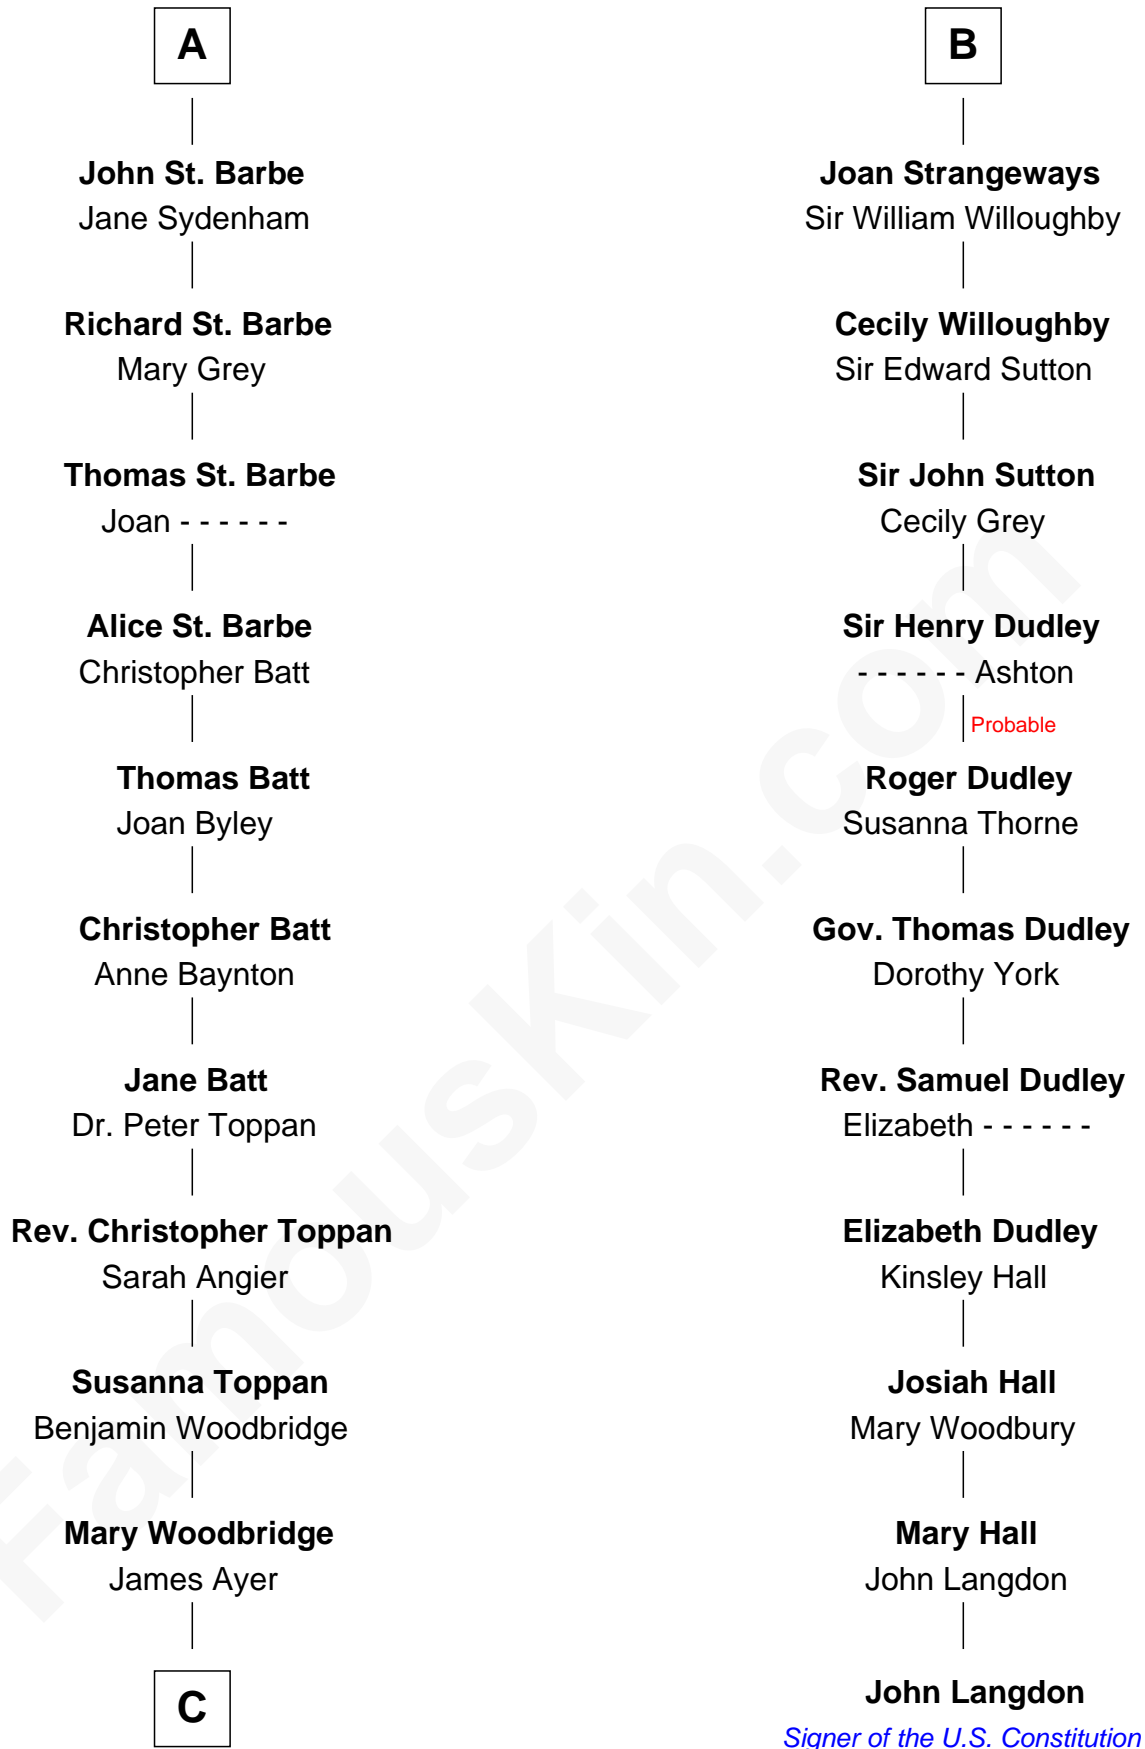 A
John St. Barbe
Jane Sydenham
Richard St. Barbe
Mary Grey
Thomas St. Barbe
Joan - - - - - -
Alice St. Barbe
Christopher Batt
Thomas Batt
Joan Byley
Christopher Batt
Anne Baynton
Jane Batt
Dr. Peter Toppan
Rev. Christopher Toppan
Sarah Angier
Susanna Toppan
Benjamin Woodbridge
Mary Woodbridge
James Ayer
C
B
Joan Strangeways
Sir William Willoughby
Cecily Willoughby
Sir Edward Sutton
Sir John Sutton
Cecily Grey
Sir Henry Dudley
- - - - - - Ashton
Probable
Roger Dudley
Susanna Thorne
Gov. Thomas Dudley
Dorothy York
Rev. Samuel Dudley
Elizabeth - - - - - -
Elizabeth Dudley
Kinsley Hall
Josiah Hall
Mary Woodbury
Mary Hall
John Langdon
John Langdon
Signer of the U.S. Constitution
FamousKin.com